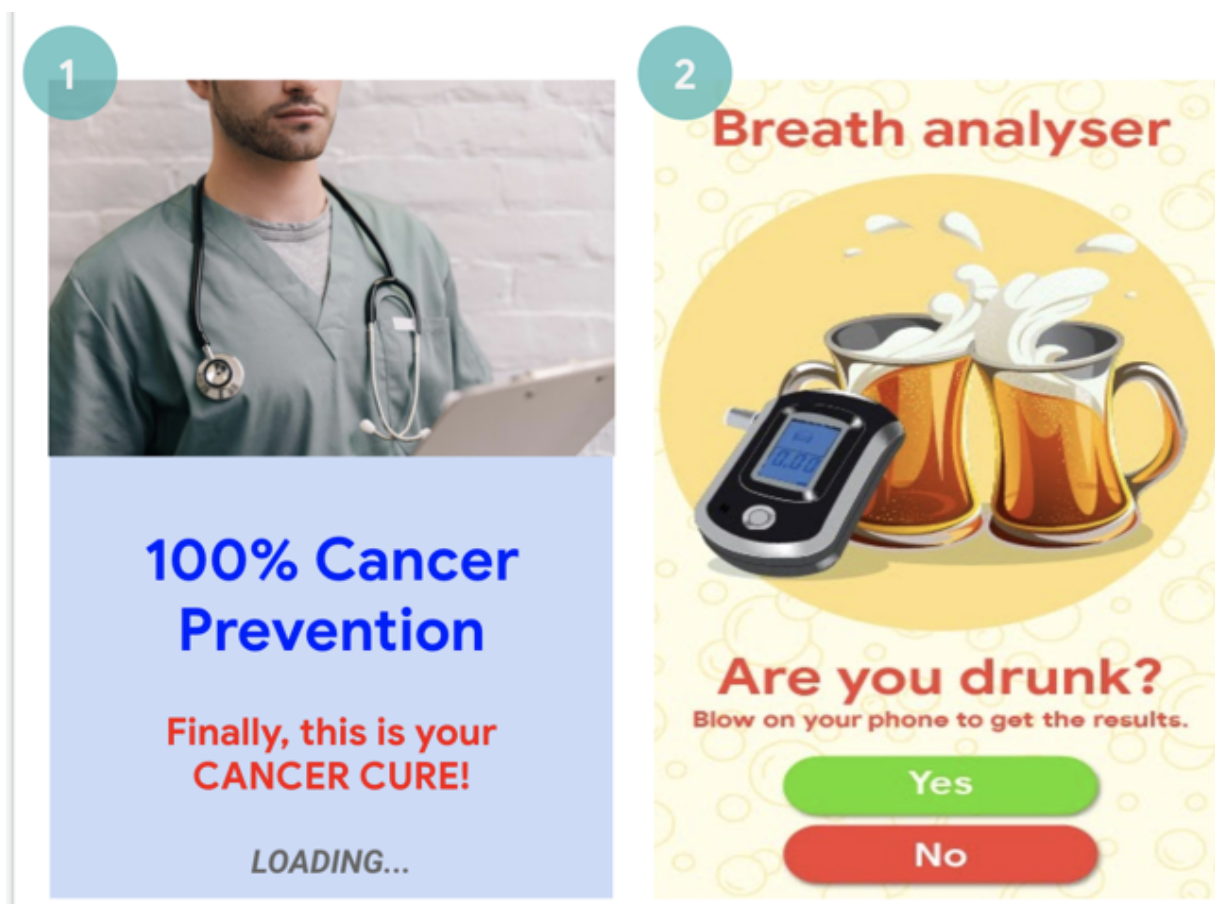 1
100% Cancer
Prevention
Finally, this is your
CANCER CURE!
LOADING...
2
Breath analyser
0.00
Are you drunk?
Blow on your phone to get the results.
Yes
No